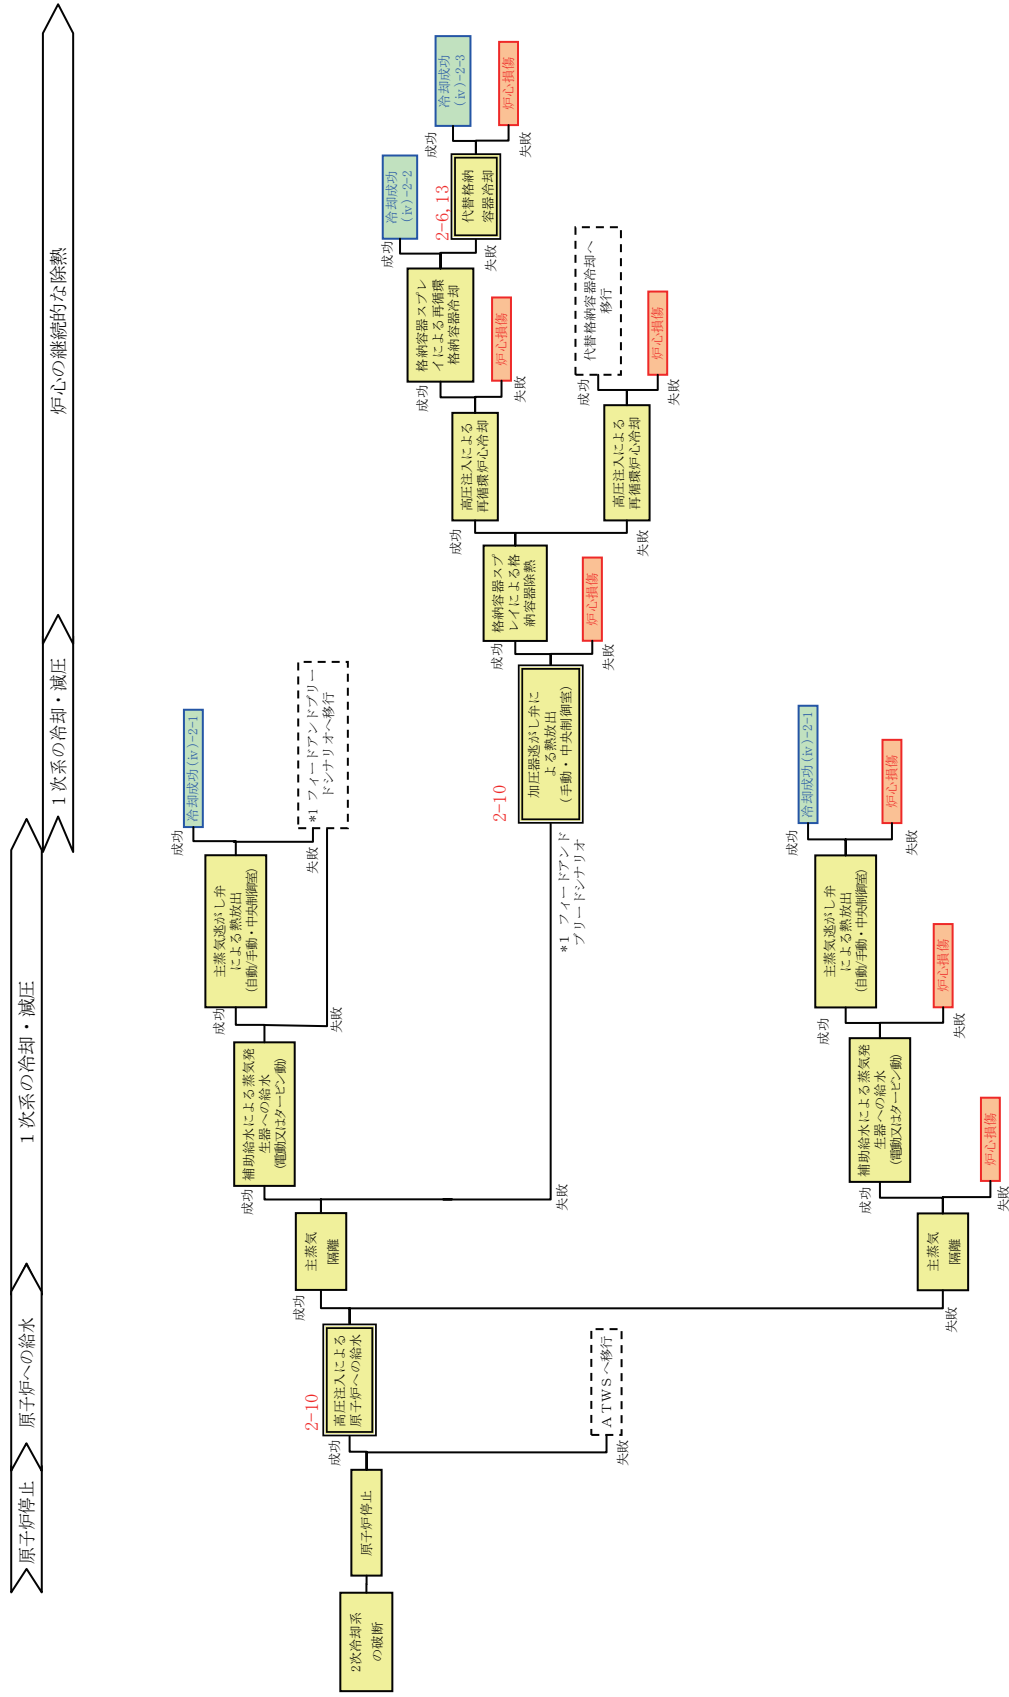 原子炉停止
原子炉への給水
１次系の冷却・減圧
１次系の冷却・減圧
炉心の継続的な除熱
2次冷却系
の破断
原子炉停止
成功
失敗
ＡＴＷＳへ移行
2-10
高圧注入による
原子炉への給水
成功
失敗
主蒸気
隔離
成功
失敗
補助給水による蒸気発
生器への給水
(電動又はタービン動)
成功
失敗
主蒸気逃がし弁
による熱放出
(自動/手動・中央制御室)
成功
失敗
冷却成功(ⅳ)-2-1
*1 フィードアンドブリー
ドシナリオへ移行
*1 フィードアンド
ブリードシナリオ
2-10
加圧器逃がし弁に
よる熱放出
(手動・中央制御室)
成功
失敗
炉心損傷
格納容器スプ
レイによる格
納容器除熱
成功
失敗
高圧注入による
再循環炉心冷却
成功
失敗
炉心損傷
格納容器スプレ
イによる再循環
格納容器冷却
成功
失敗
冷却成功
(ⅳ)-2-2
2-6,13
代替格納
容器冷却
成功
失敗
冷却成功
(ⅳ)-2-3
炉心損傷
高圧注入による
再循環炉心冷却
成功
失敗
代替格納容器冷却へ
移行
炉心損傷
主蒸気
隔離
成功
失敗
炉心損傷
補助給水による蒸気発
生器への給水
(電動又はタービン動)
成功
失敗
炉心損傷
主蒸気逃がし弁
による熱放出
(自動/手動・中央制御室)
成功
失敗
冷却成功(ⅳ)-2-1
炉心損傷